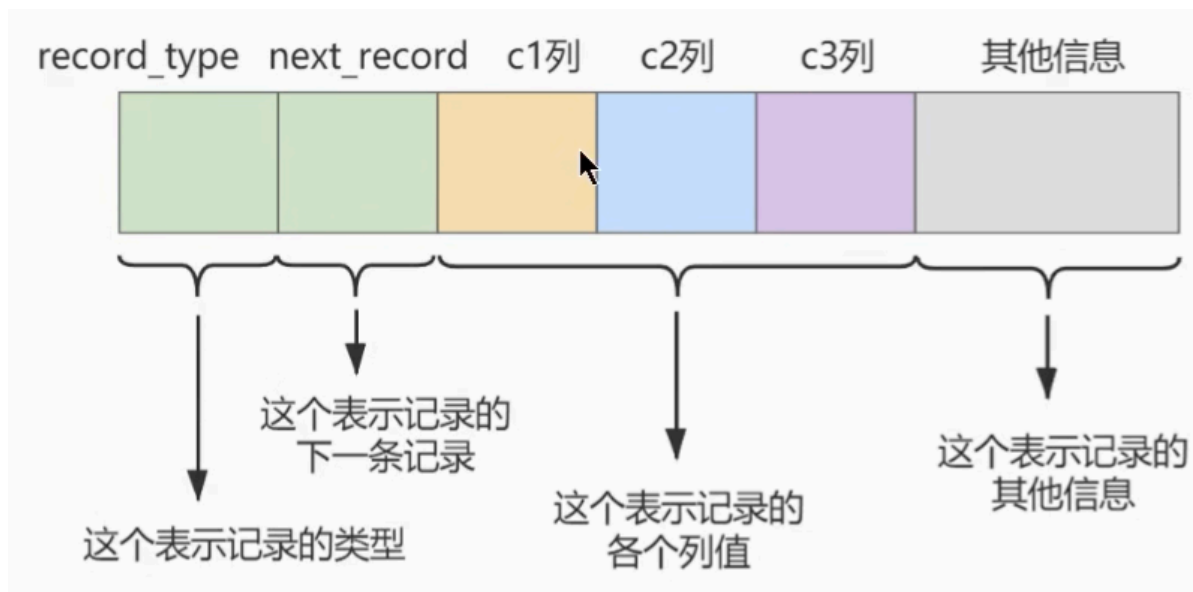 record_type next_record c1列 c2列 c3列 其他信息
这个表示记录的
下一条记录
这个表示记录的类型
这个表示记录的
各个列值
这个表示记录的
其他信息